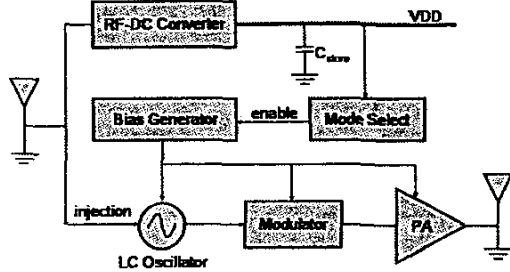 RF-DC Converter
VDD
Cstore
Bias Generator
enable
Mode Select
injection
Modulator
PA
LC Oscillator